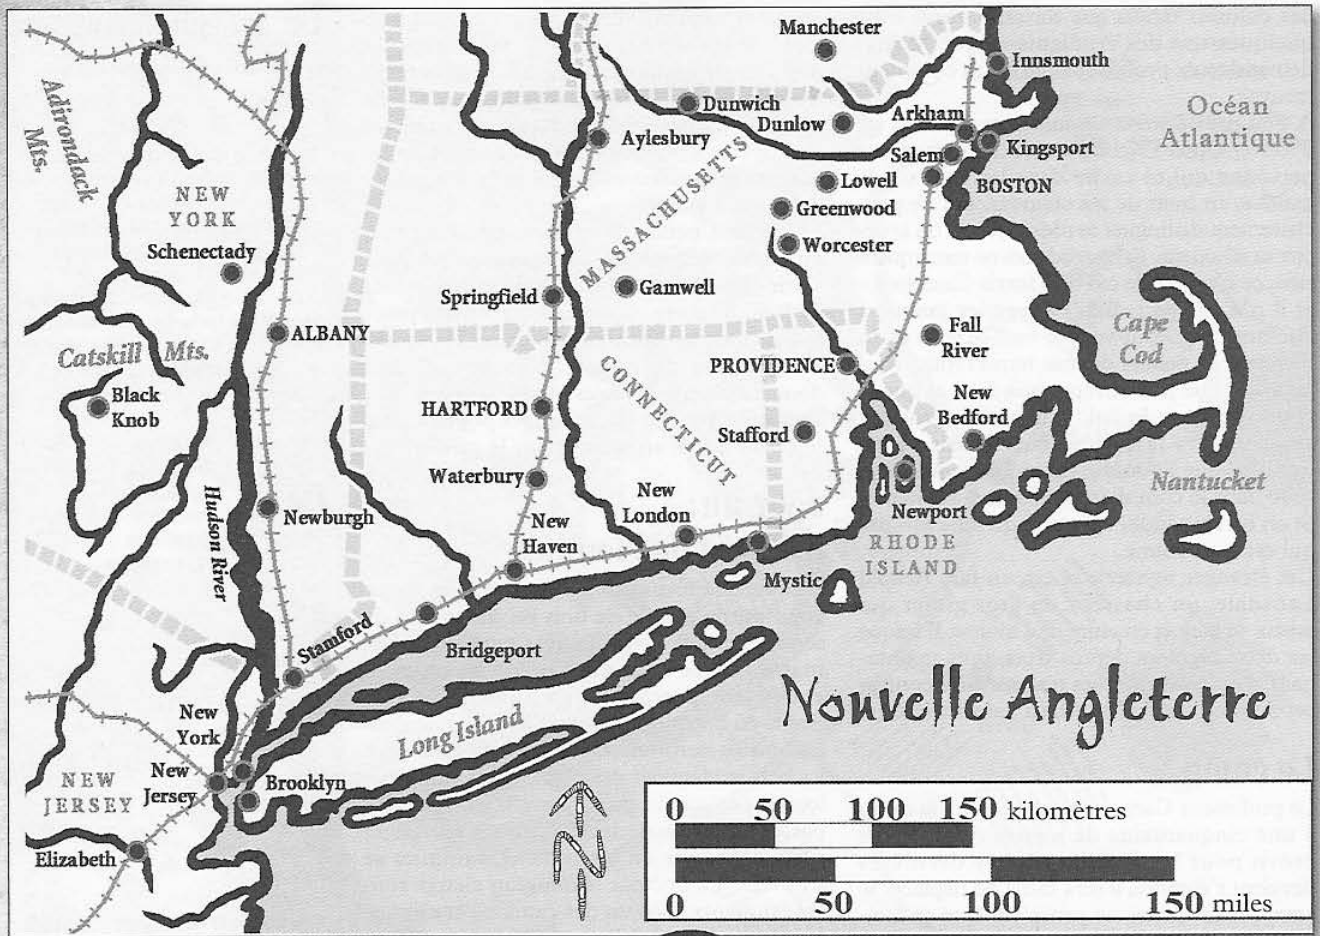 Manchester
Innsmouth
Adirondack
Mts.
Dunwich
Dunlow
Arkham
Océan
Atlantique
Aylesbury
Salem
Kingsport
MASSACHUSETTS
Lowell
BOSTON
NEW
YORK
Greenwood
Schenectady
Worcester
Springfield
Gamwell
ALBANY
Fall
River
Cape
Cod
Catskill Mts.
PROVIDENCE
CONNECTICUT
Black
Knob
HARTFORD
New
Bedford
Stafford
Waterbury
Nantucket
Hudson River
Newburgh
New
London
Newport
New
Haven
RHODE
ISLAND
Mystic
Stamford
Bridgeport
Nouvelle Angleterre
New
York
Long Island
New
Jersey
Brooklyn
NEW
JERSEY
Elizabeth
N
0 50 100 150 kilomètres
0 50 100 150 miles